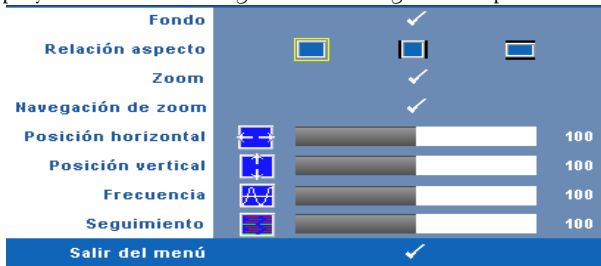 Fondo
Relación aspecto
Zoom
Navegación de zoom
Posición horizontal 100
Posición vertical 100
Frecuencia 100
Seguimiento 100
Salir del menú